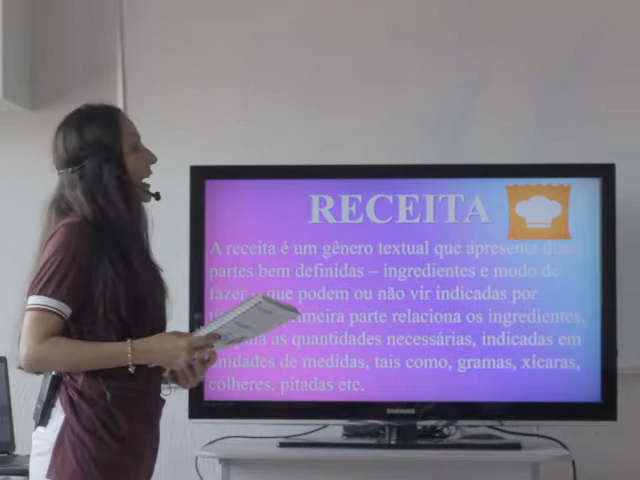 RECEITA
A receita é um gênero textual que apresenta duas
partes bem definidas – ingredientes e modo de
fazer – que podem ou não vir indicadas por
primeira parte relaciona os ingredientes,
as quantidades necessárias, indicadas em
unidades de medidas, tais como, gramas, xícaras,
colheres, pitadas etc.
SAMSUNG